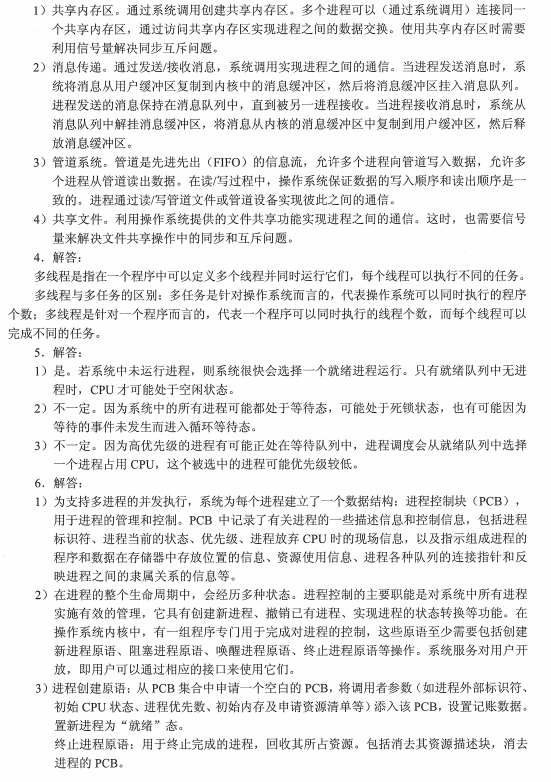 1）共享内存区。通过系统调用创建共享内存区。多个进程可以（通过系统调用）连接同一
个共享内存区，通过访问共享内存区实现进程之间的数据交换。使用共享内存区时需要
利用信号量解决同步互斥问题。
2）消息传递。通过发送/接收消息，系统调用实现进程之间的通信。当进程发送消息时，系
统将消息从用户缓冲区复制到内核中的消息缓冲区，然后将消息缓冲区挂入消息队列。
进程发送的消息保持在消息队列中，直到被另一进程接收。当进程接收消息时，系统从
消息队列中解挂消息缓冲区，将消息从内核的消息缓冲区中复制到用户缓冲区，然后释
放消息缓冲区。
3）管道系统。管道是先进先出（FIFO）的信息流，允许多个进程向管道写入数据，允许多
个进程从管道读出数据。在读/写过程中，操作系统保证数据的写入顺序和读出顺序是一
致的。进程通过读/写管道文件或管道设备实现彼此之间的通信。
4）共享文件。利用操作系统提供的文件共享功能实现进程之间的通信。这时，也需要信号
量来解决文件共享操作中的同步和互斥问题。
4．解答：
多线程是指在一个程序中可以定义多个线程并同时运行它们，每个线程可以执行不同的任务。
多线程与多任务的区别：多任务是针对操作系统而言的，代表操作系统可以同时执行的程序
个数；多线程是针对一个程序而言的，代表一个程序可以同时执行的线程个数，而每个线程可以
完成不同的任务。
5．解答：
1）是。若系统中未运行进程，则系统很快会选择一个就绪进程运行。只有就绪队列中无进
程时，CPU 才可能处于空闲状态。
2）不一定。因为系统中的所有进程可能都处于等待态，可能处于死锁状态，也有可能因为
等待的事件未发生而进入循环等待态。
3）不一定。因为高优先级的进程有可能正处在等待队列中，进程调度会从就绪队列中选择
一个进程占用 CPU，这个被选中的进程可能优先级较低。
6．解答：
1）为支持多进程的并发执行，系统为每个进程建立了一个数据结构：进程控制块（PCB），
用于进程的管理和控制。PCB 中记录了有关进程的一些描述信息和控制信息，包括进程
标识符、进程当前的状态、优先级、进程放弃 CPU 时的现场信息，以及指示组成进程的
程序和数据在存储器中存放位置的信息、资源使用信息、进程各种队列的连接指针和反
映进程之间的隶属关系的信息等。
2）在进程的整个生命周期中，会经历多种状态。进程控制的主要职能是对系统中所有进程
实施有效的管理，它具有创建新进程、撤销已有进程、实现进程的状态转换等功能。在
操作系统内核中，有一组程序专门用于完成对进程的控制，这些原语至少需要包括创建
新进程原语、阻塞进程原语、唤醒进程原语、终止进程原语等操作。系统服务对用户开
放，即用户可以通过相应的接口来使用它们。
3）进程创建原语：从 PCB 集合中申请一个空白的 PCB，将调用者参数（如进程外部标识符、
初始 CPU 状态、进程优先数、初始内存及申请资源清单等）添入该 PCB，设置记账数据。
置新进程为“就绪”态。
终止进程原语：用于终止完成的进程，回收其所占资源。包括消去其资源描述块，消去
进程的 PCB。